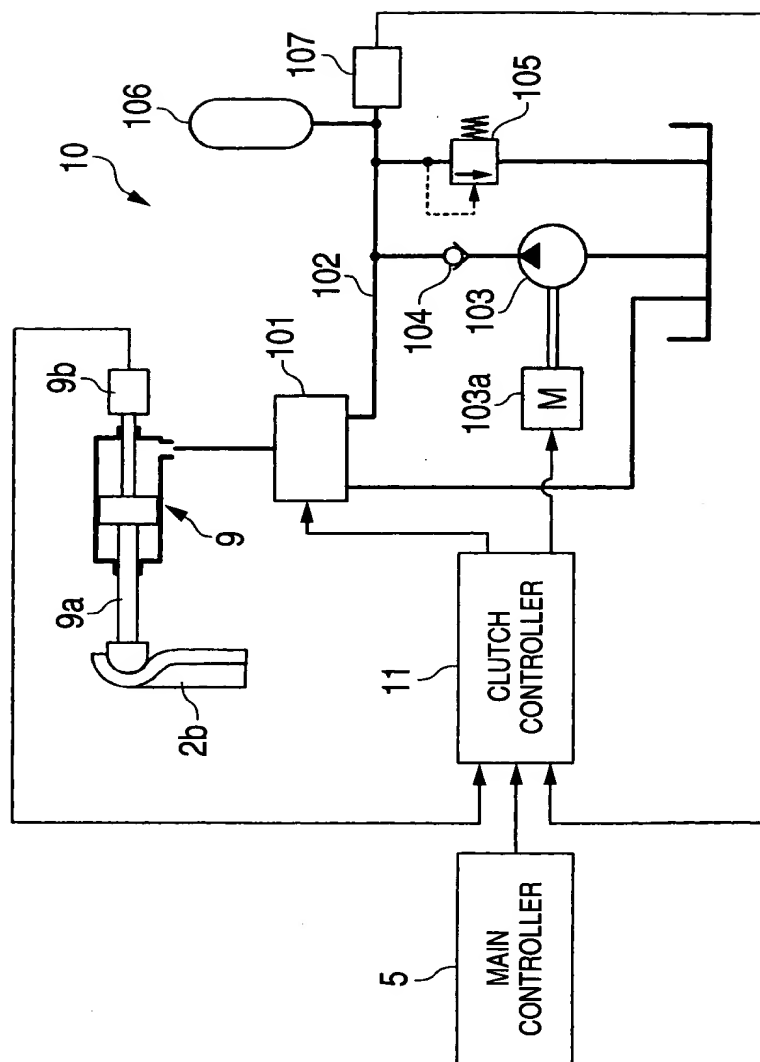 10
106
107
105
9b
101
102
104
103
103a
M
9
9a
2b
11
CLUTCH
CONTROLLER
5
MAIN
CONTROLLER